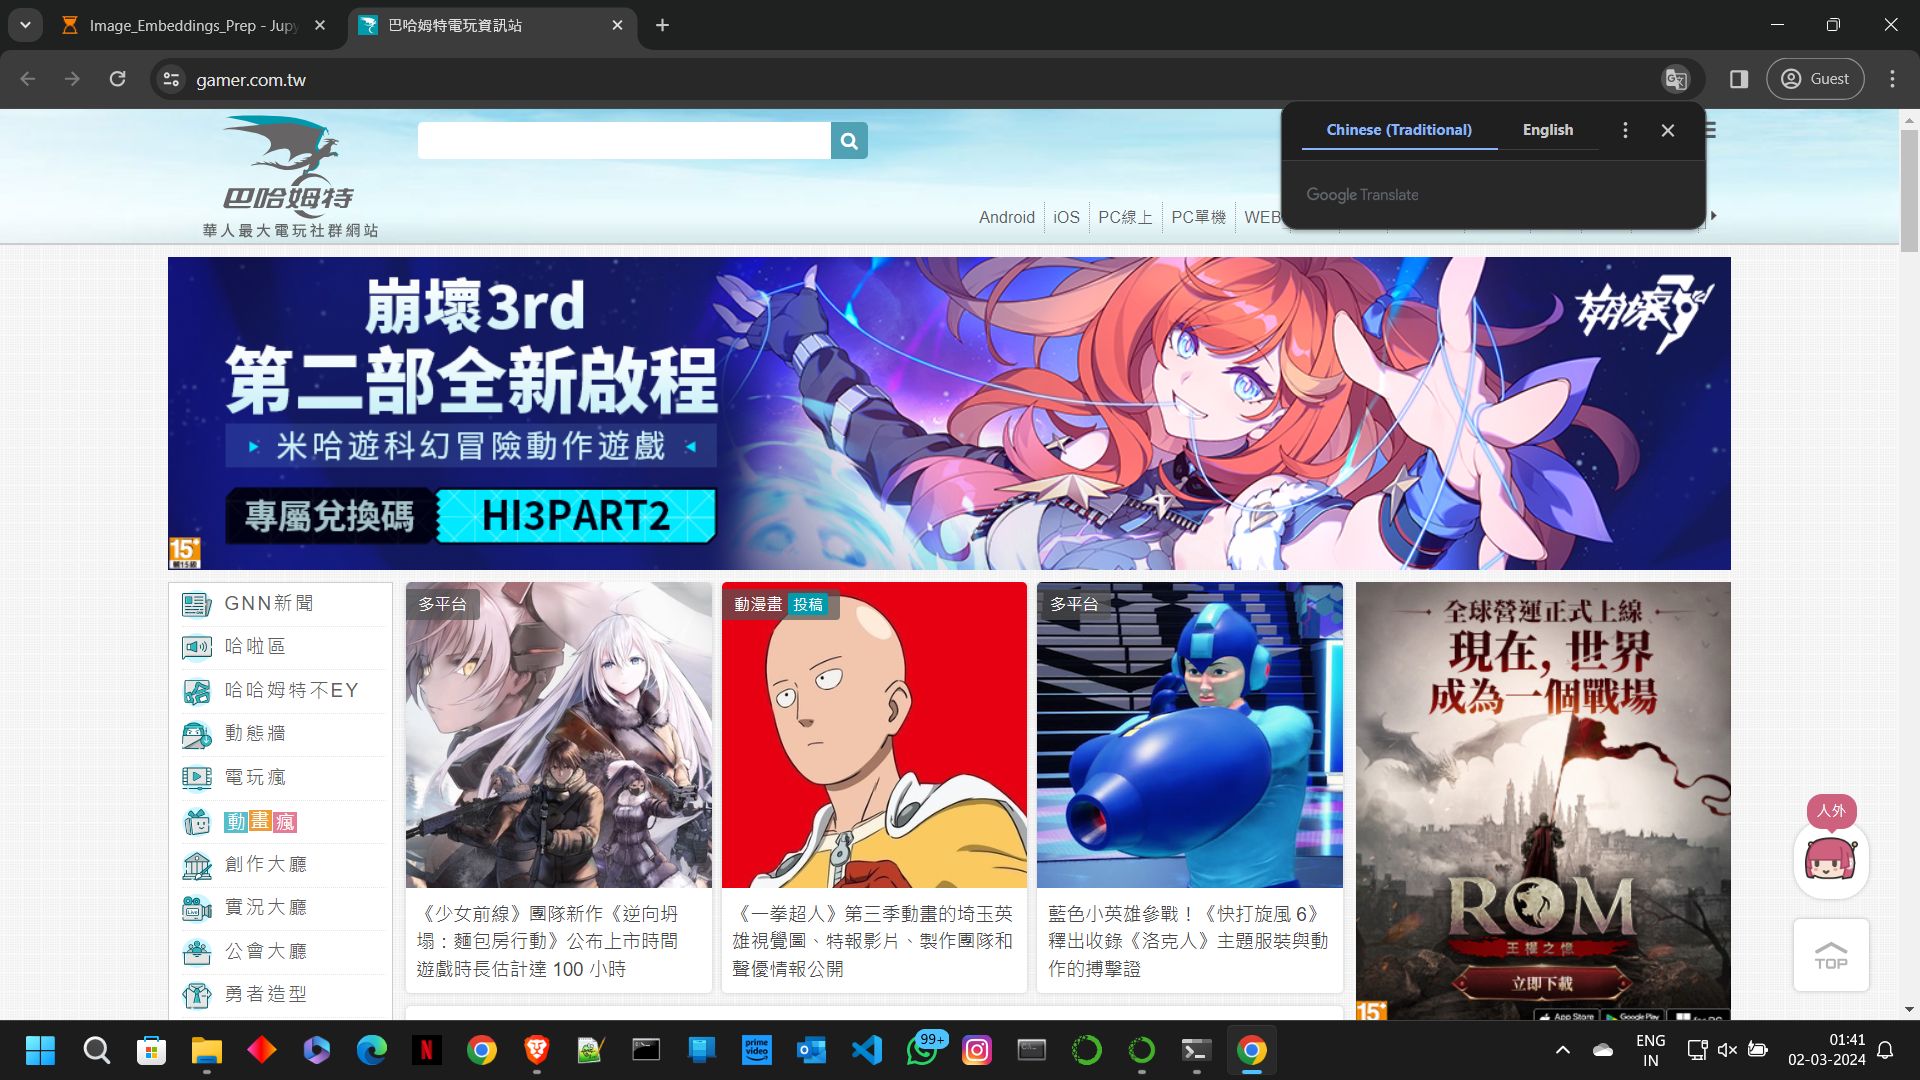 Image_Embeddings_Prep - Jupy
巴哈姆特電玩資訊站
gamer.com.tw
Guest
Chinese (Traditional)
English
Google Translate
巴哈姆特
華人最大電玩社群網站
Android
iOS
PC線上
PC單機
WEB
崩壞3rd
第二部全新啟程
米哈遊科幻冒險動作遊戲
專屬兌換碼
HI3PART2
崩壞3
15+
輔15級
GNN新聞
哈啦區
哈哈姆特不EY
動態牆
電玩瘋
動畫瘋
創作大廳
實況大廳
公會大廳
勇者造型
多平台
《少女前線》團隊新作《逆向坍
塌：麵包房行動》公布上市時間
遊戲時長估計達 100 小時
動漫畫 投稿
《一拳超人》第三季動畫的埼玉英
雄視覺圖、特報影片、製作團隊和
聲優情報公開
多平台
藍色小英雄參戰！《快打旋風 6》
釋出收錄《洛克人》主題服裝與動
作的搏擊證
全球營運正式上線
現在, 世界
成為一個戰場
ROM
王權之憶
立即下載
15+
App Store
Google Play
for PC
人外
TOP
prime
video
99+
ENG
IN
01:41
02-03-2024